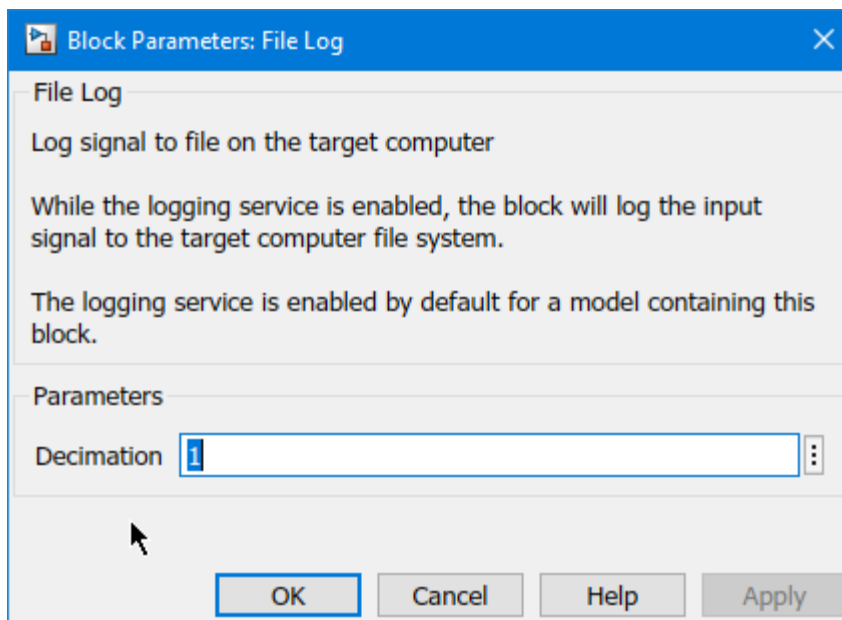 Block Parameters: File Log
File Log
Log signal to file on the target computer
While the logging service is enabled, the block will log the input
signal to the target computer file system.
The logging service is enabled by default for a model containing this
block.
Parameters
Decimation 1
OK Cancel Help Apply